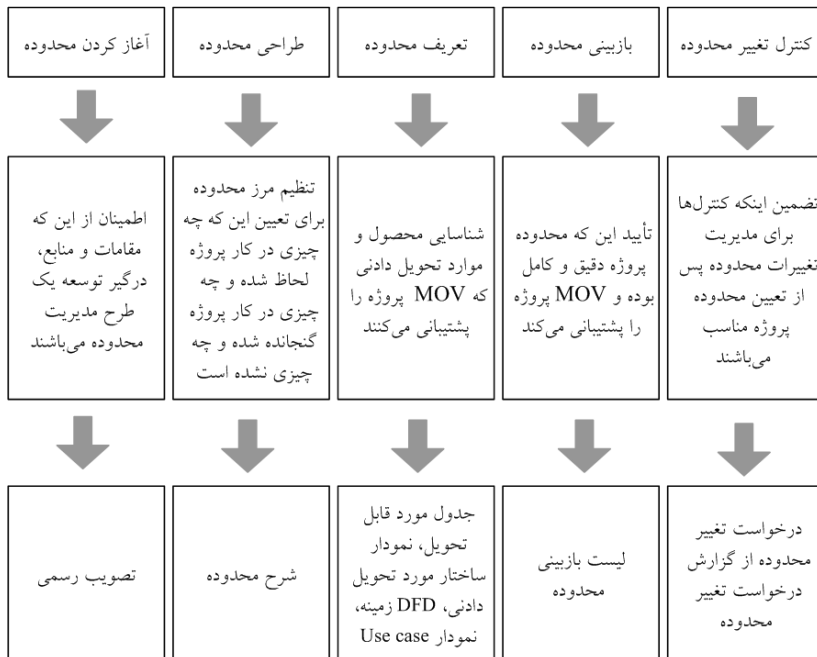 کنترل تغییر محدوده
بازبینی محدوده
تعریف محدوده
طراحی محدوده
آغاز کردن محدوده
تضمین اینکه کنترل‌ها
برای مدیریت
تغییرات محدوده پس
از تعیین محدوده
پروژه مناسب
می‌باشند
تأیید این که محدوده
پروژه دقیق و کامل
بوده و MOV پروژه
را پشتیبانی می‌کند
شناسایی محصول و
موارد تحویل دادنی
که MOV پروژه را
پشتیبانی می‌کنند
تنظیم مرز محدوده
برای تعیین این که چه
چیزی در کار پروژه
لحاظ شده و چه
چیزی در کار پروژه
گنجانده شده و چه
چیزی نشده است
اطمینان از این که
مقامات و منابع،
درگیر توسعه یک
طرح مدیریت
محدوده می‌باشند
درخواست تغییر
محدوده از گزارش
درخواست تغییر
محدوده
لیست بازبینی
محدوده
جدول مورد قابل
تحویل، نمودار
ساختار مورد تحویل
دادنی، DFD زمینه،
نمودار Use case
شرح محدوده
تصویب رسمی